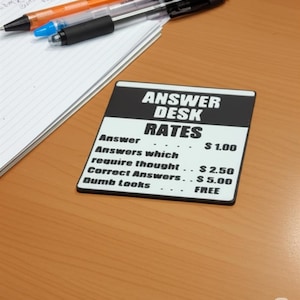 ANSWER
DESK
RATES
Answer . . . . $ 1.00
Answers which
require thought . . $ 2.50
Correct Answers . . $ 5.00
Dumb Looks . . . . FREE